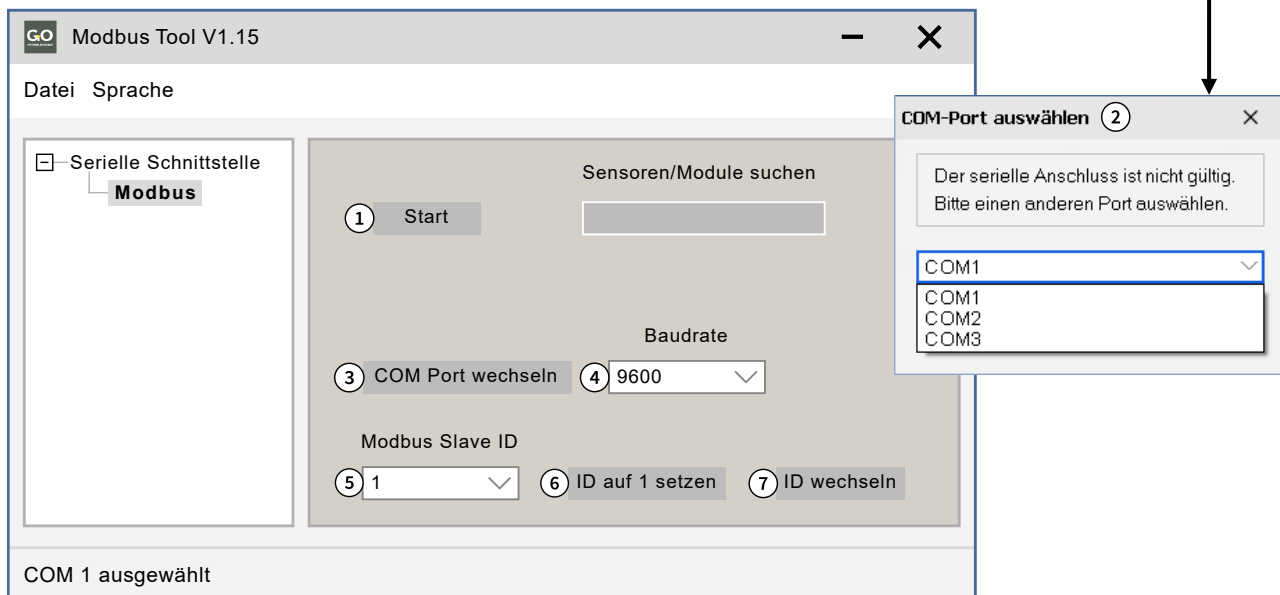 GO Modbus Tool V1.15
Datei Sprache
Serielle Schnittstelle
Modbus
Sensoren/Module suchen
1 Start
Baudrate
3 COM Port wechseln 4 9600
Modbus Slave ID
5 1 6 ID auf 1 setzen 7 ID wechseln
COM 1 ausgewählt
COM-Port auswählen 2
Der serielle Anschluss ist nicht gültig.
Bitte einen anderen Port auswählen.
COM1
COM1
COM2
COM3